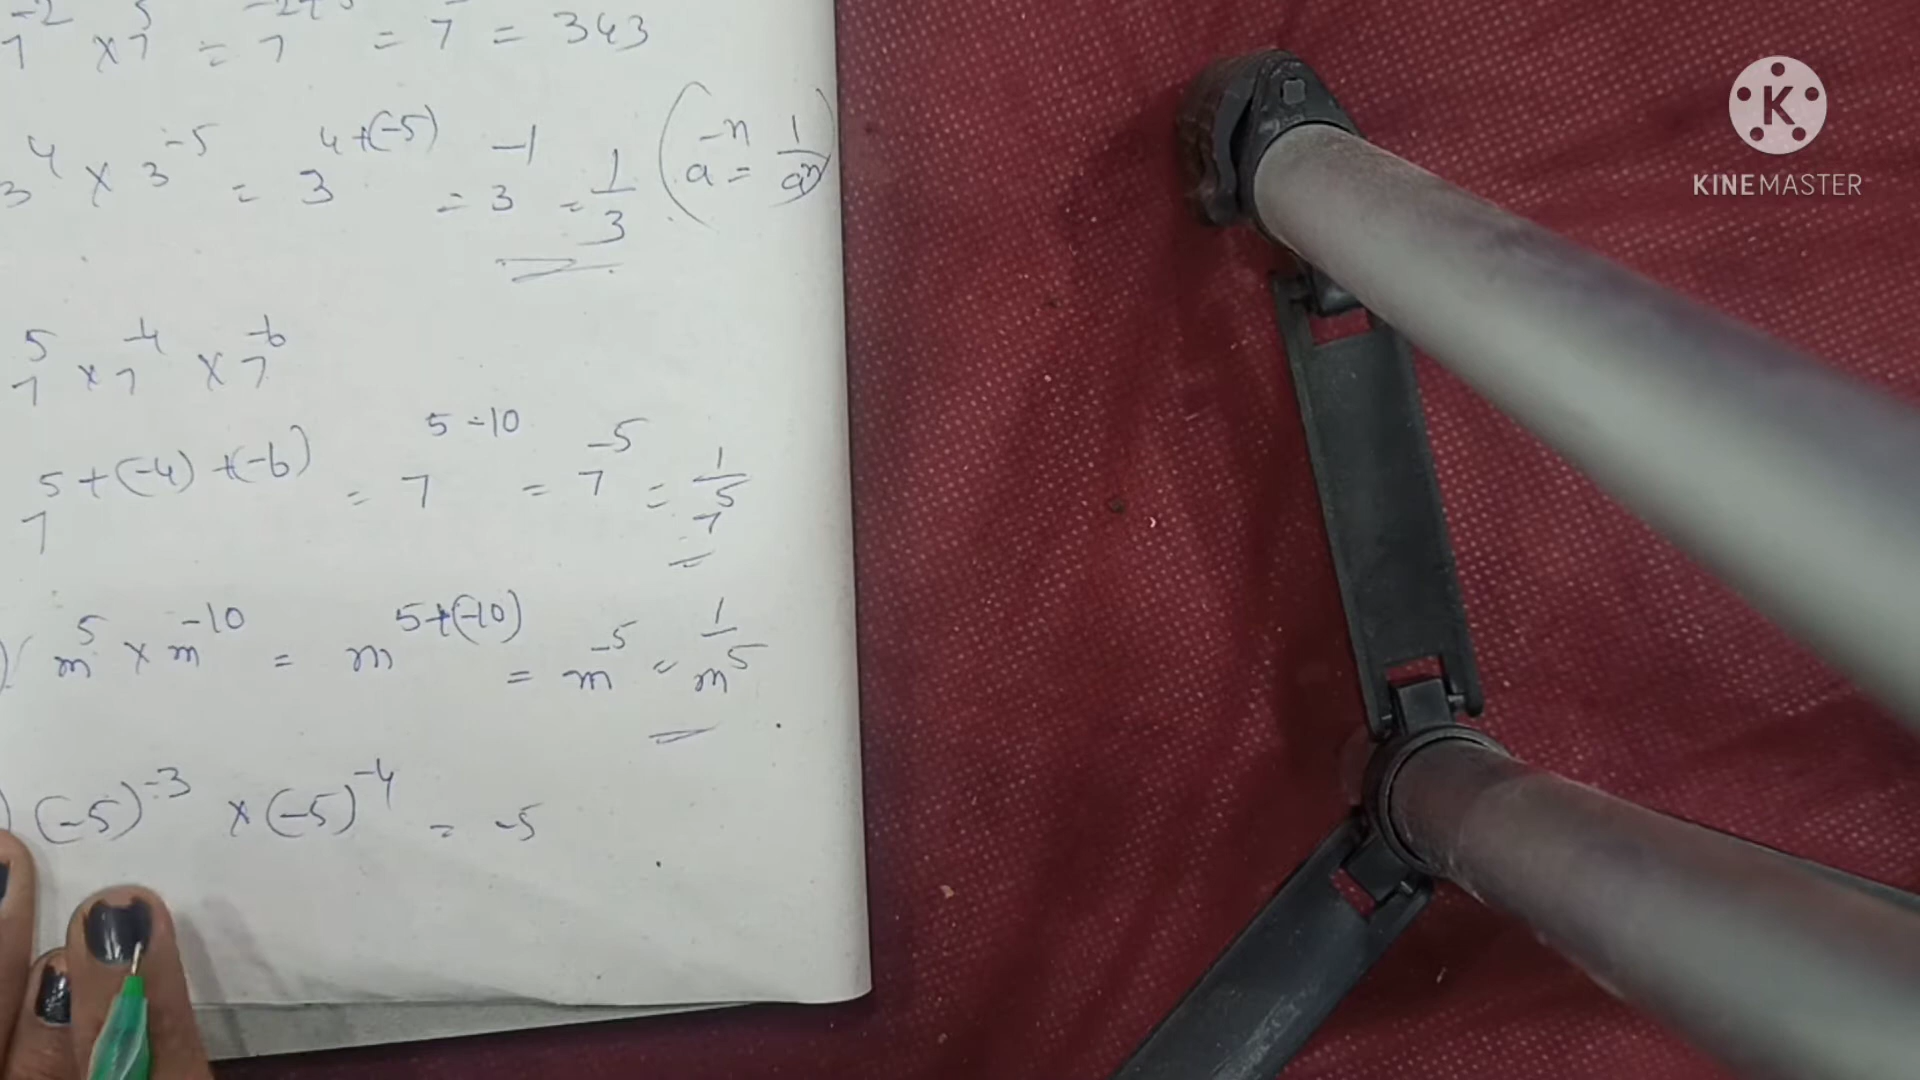 7^-2 × 7^5 = 7^-2+5 = 7 = 343
3^4 × 3^-5 = 3^4+(-5) = 3^-1 = 1/3 (a^-n = 1/a^n)
7^5 × 7^-4 × 7^-6
7^5+(-4)+(-6) = 7^5-10 = 7^-5 = 1/7^5
) m^5 × m^-10 = m^5+(-10) = m^-5 = 1/m^5
) (-5)^-3 × (-5)^-4 = -5
K
KINEMASTER